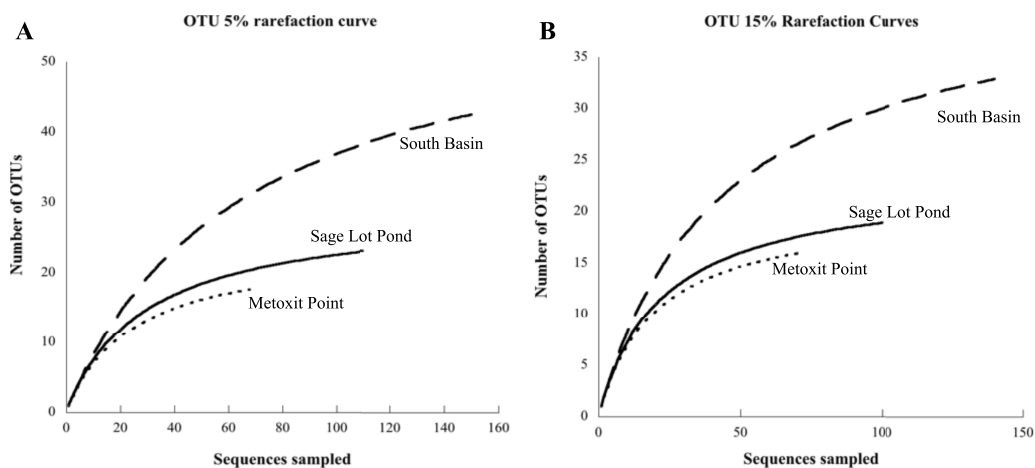 A
OTU 5% rarefaction curve
50
40
30
20
10
0
Number of OTUs
South Basin
Sage Lot Pond
Metoxit Point
0 20 40 60 80 100 120 140 160
Sequences sampled
B
OTU 15% Rarefaction Curves
35
30
25
20
15
10
5
0
Number of OTUs
South Basin
Sage Lot Pond
Metoxit Point
0 50 100 150
Sequences sampled